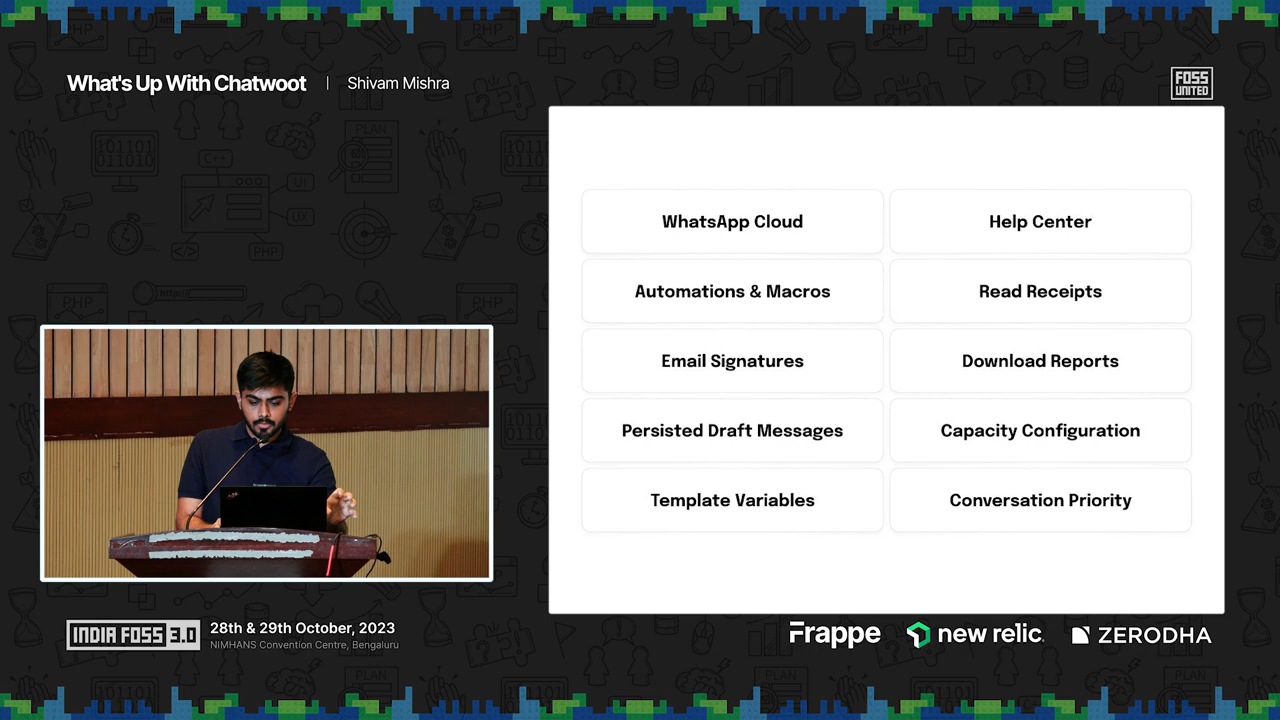 What's Up With Chatwoot | Shivam Mishra
FOSS
UNITED
WhatsApp Cloud
Help Center
Automations & Macros
Read Receipts
Email Signatures
Download Reports
Persisted Draft Messages
Capacity Configuration
Template Variables
Conversation Priority
INDIA FOSS 3.0
28th & 29th October, 2023
NIMHANS Convention Centre, Bengaluru
Frappe
new relic
ZERODHA